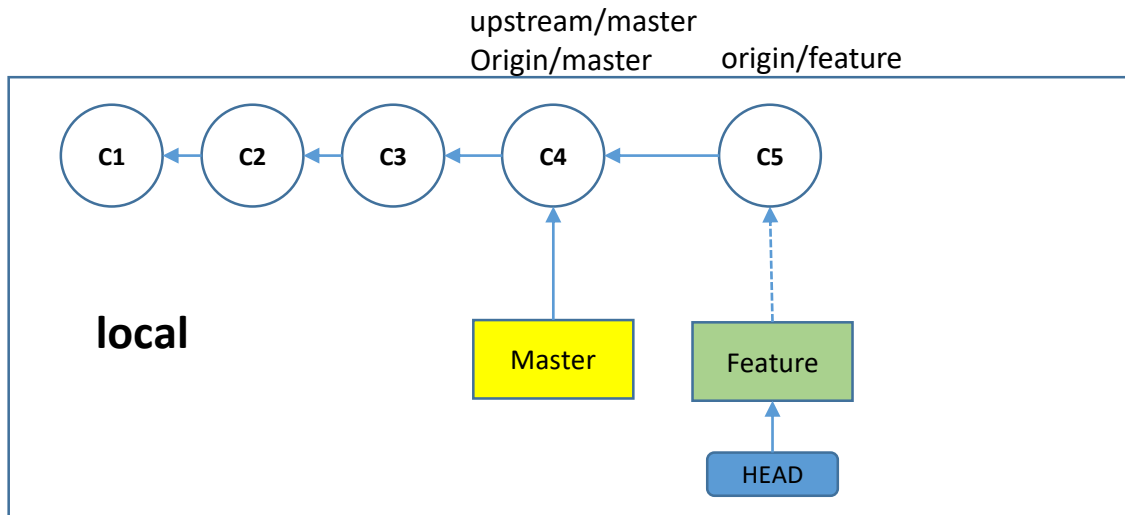 upstream/master
Origin/master
origin/feature
C1
C2
C3
C4
C5
local
Master
Feature
HEAD